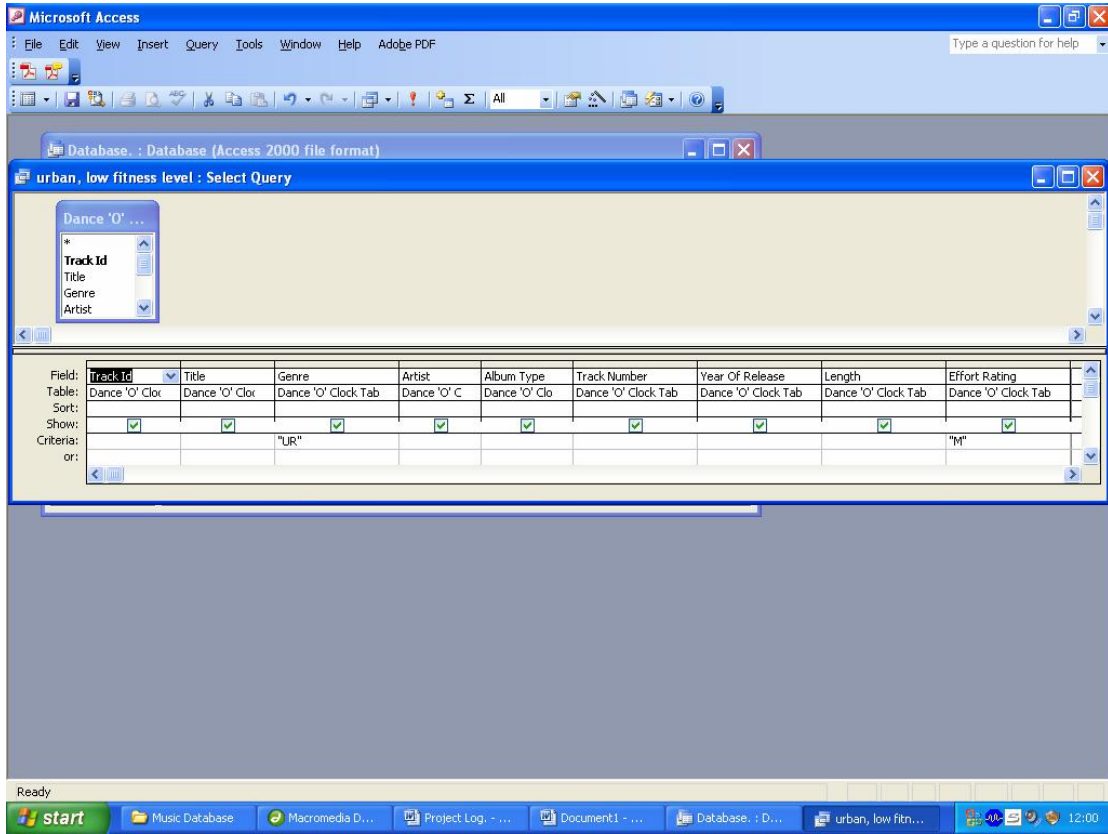 Microsoft Access
File Edit View Insert Query Tools Window Help Adobe PDF Type a question for help
All
Database. : Database (Access 2000 file format)
urban, low fitness level : Select Query
Dance 'O' ...
*
Track Id
Title
Genre
Artist
Field: Track Id Title Genre Artist Album Type Track Number Year Of Release Length Effort Rating
Table: Dance 'O' Cloc Dance 'O' Cloc Dance 'O' Clock Tab Dance 'O' C Dance 'O' Clo Dance 'O' Clock Tab Dance 'O' Clock Tab Dance 'O' Clock Tab Dance 'O' Clock Tab
Sort:
Show:
Criteria: "UR" "M"
or:
Ready
start Music Database Macromedia D... Project Log. - ... Document1 - ... Database. : D... urban, low fitn... 12:00